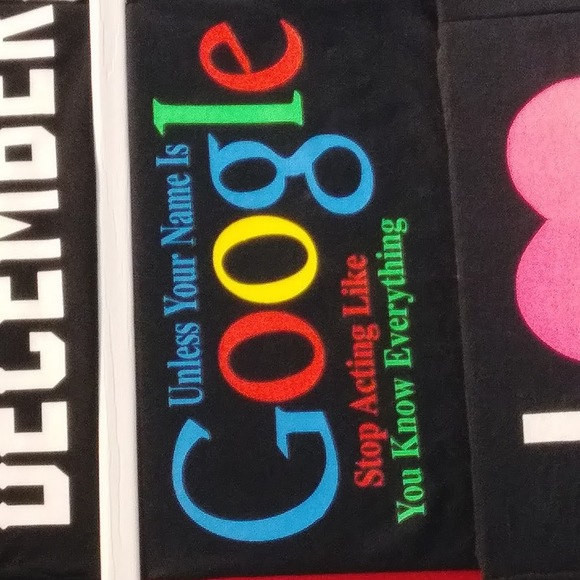 DECEMBER
Unless Your Name Is
Google
Stop Acting Like
You Know Everything
I